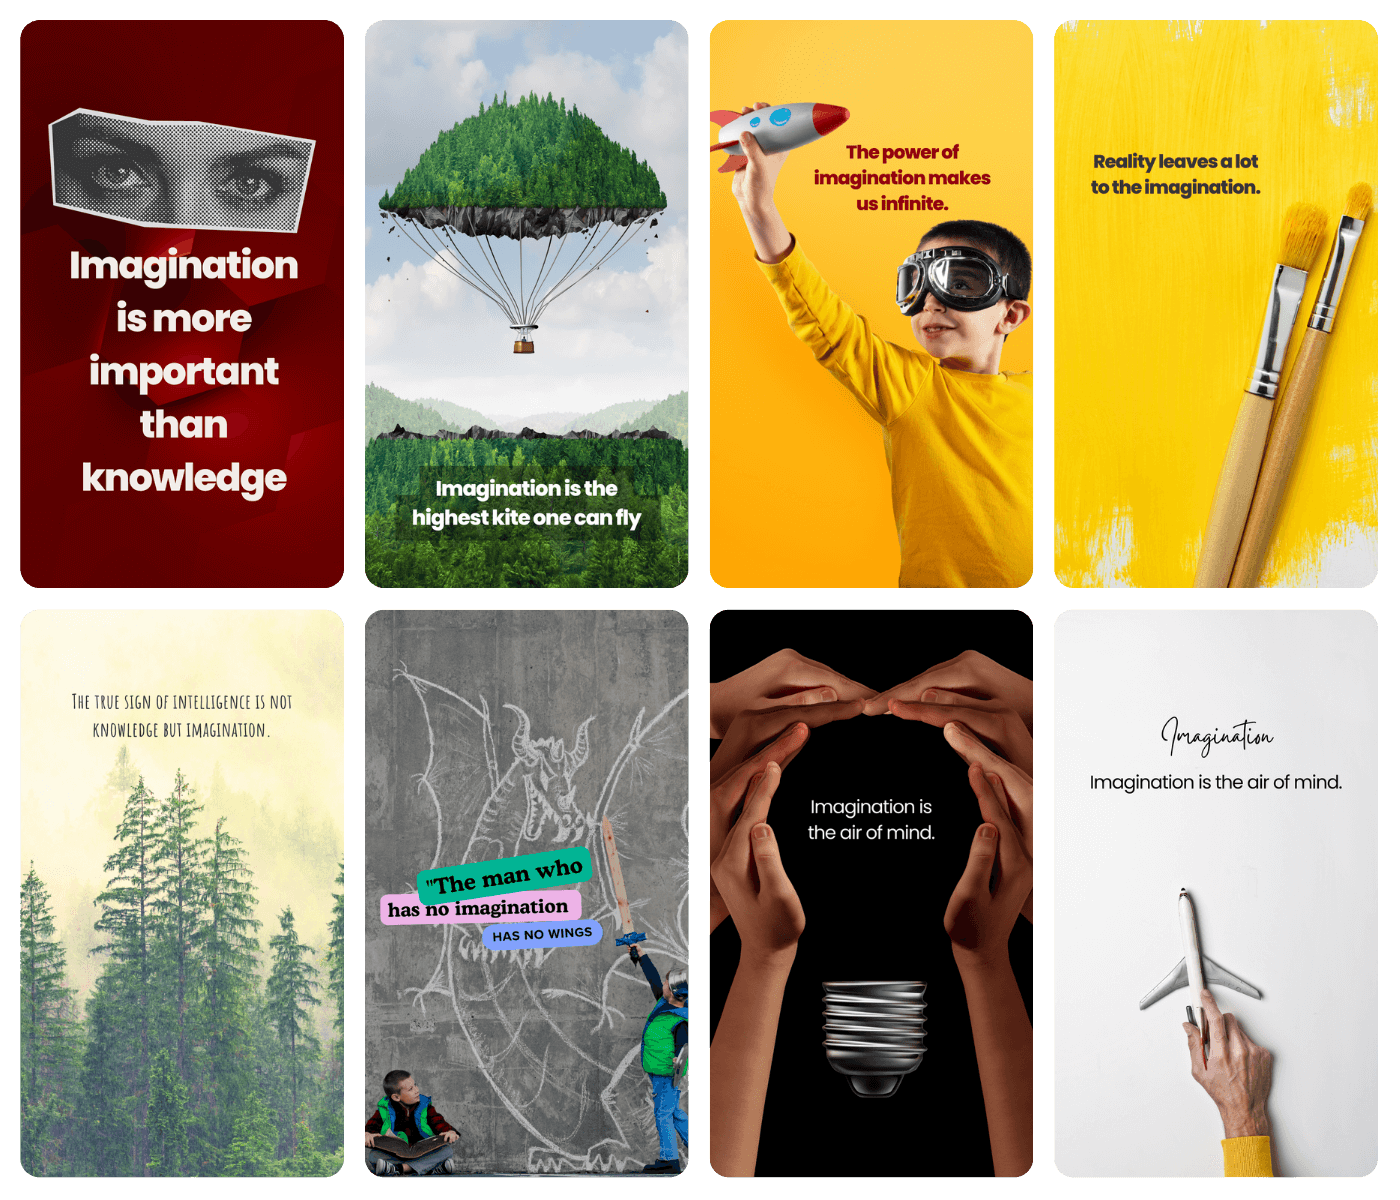 Imagination
is more
important
than
knowledge
Imagination is the
highest kite one can fly
The power of
imagination makes
us infinite.
Reality leaves a lot
to the imagination.
The true sign of intelligence is not
knowledge but imagination.
"The man who
has no imagination
HAS NO WINGS
Imagination is
the air of mind.
Imagination
Imagination is the air of mind.